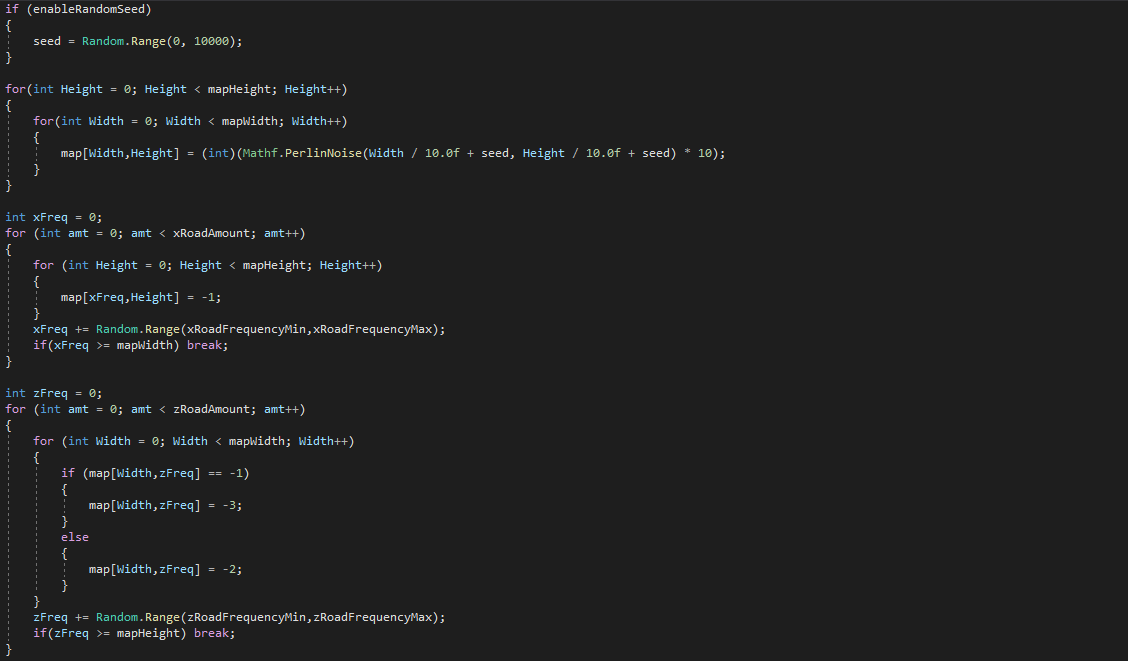 if (enableRandomSeed)
{
    seed = Random.Range(0, 10000);
}

for(int Height = 0; Height < mapHeight; Height++)
{
    for(int Width = 0; Width < mapWidth; Width++)
    {
        map[Width,Height] = (int)(Mathf.PerlinNoise(Width / 10.0f + seed, Height / 10.0f + seed) * 10);
    }
}

int xFreq = 0;
for (int amt = 0; amt < xRoadAmount; amt++)
{
    for (int Height = 0; Height < mapHeight; Height++)
    {
        map[xFreq,Height] = -1;
    }
    xFreq += Random.Range(xRoadFrequencyMin,xRoadFrequencyMax);
    if(xFreq >= mapWidth) break;
}

int zFreq = 0;
for (int amt = 0; amt < zRoadAmount; amt++)
{
    for (int Width = 0; Width < mapWidth; Width++)
    {
        if (map[Width,zFreq] == -1)
        {
            map[Width,zFreq] = -3;
        }
        else
        {
            map[Width,zFreq] = -2;
        }
    }
    zFreq += Random.Range(zRoadFrequencyMin,zRoadFrequencyMax);
    if(zFreq >= mapHeight) break;
}